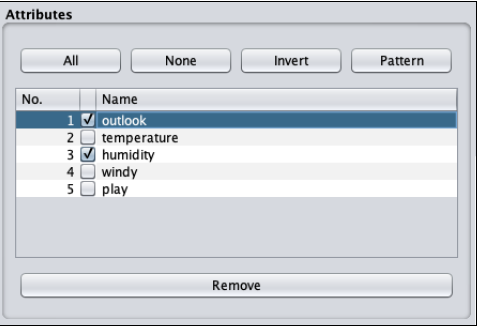 Attributes
All None Invert Pattern
No. Name
1 outlook
2 temperature
3 humidity
4 windy
5 play
Remove